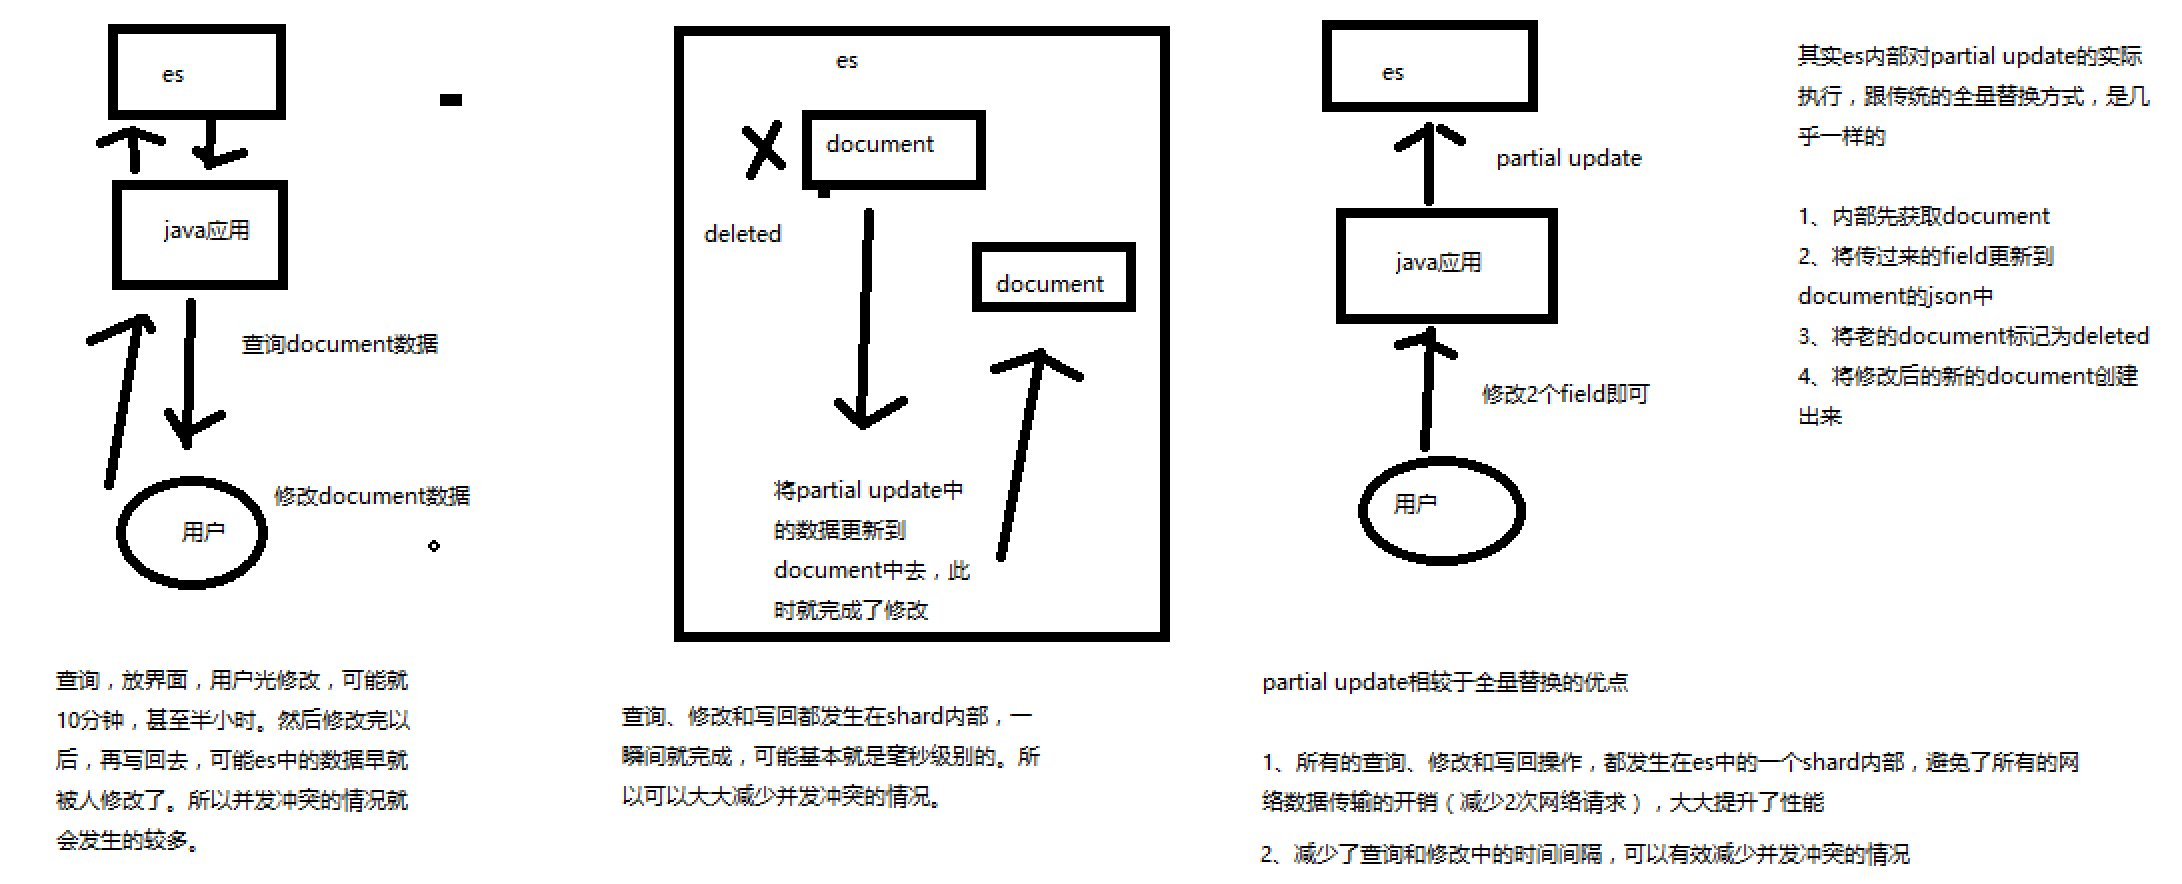 es
java应用
查询document数据
修改document数据
用户
查询，放界面，用户光修改，可能就
10分钟，甚至半小时。然后修改完以
后，再写回去，可能es中的数据早就
被人修改了。所以并发冲突的情况就
会发生的较多。
es
document
deleted
document
将partial update中
的数据更新到
document中去，此
时就完成了修改
查询、修改和写回都发生在shard内部，一
瞬间就完成，可能基本就是毫秒级别的。所
以可以大大减少并发冲突的情况。
es
partial update
java应用
修改2个field即可
用户
其实es内部对partial update的实际
执行，跟传统的全量替换方式，是几
乎一样的
1、内部先获取document
2、将传过来的field更新到
document的json中
3、将老的document标记为deleted
4、将修改后的新的document创建
出来
partial update相较于全量替换的优点
1、所有的查询、修改和写回操作，都发生在es中的一个shard内部，避免了所有的网
络数据传输的开销（减少2次网络请求），大大提升了性能
2、减少了查询和修改中的时间间隔，可以有效减少并发冲突的情况